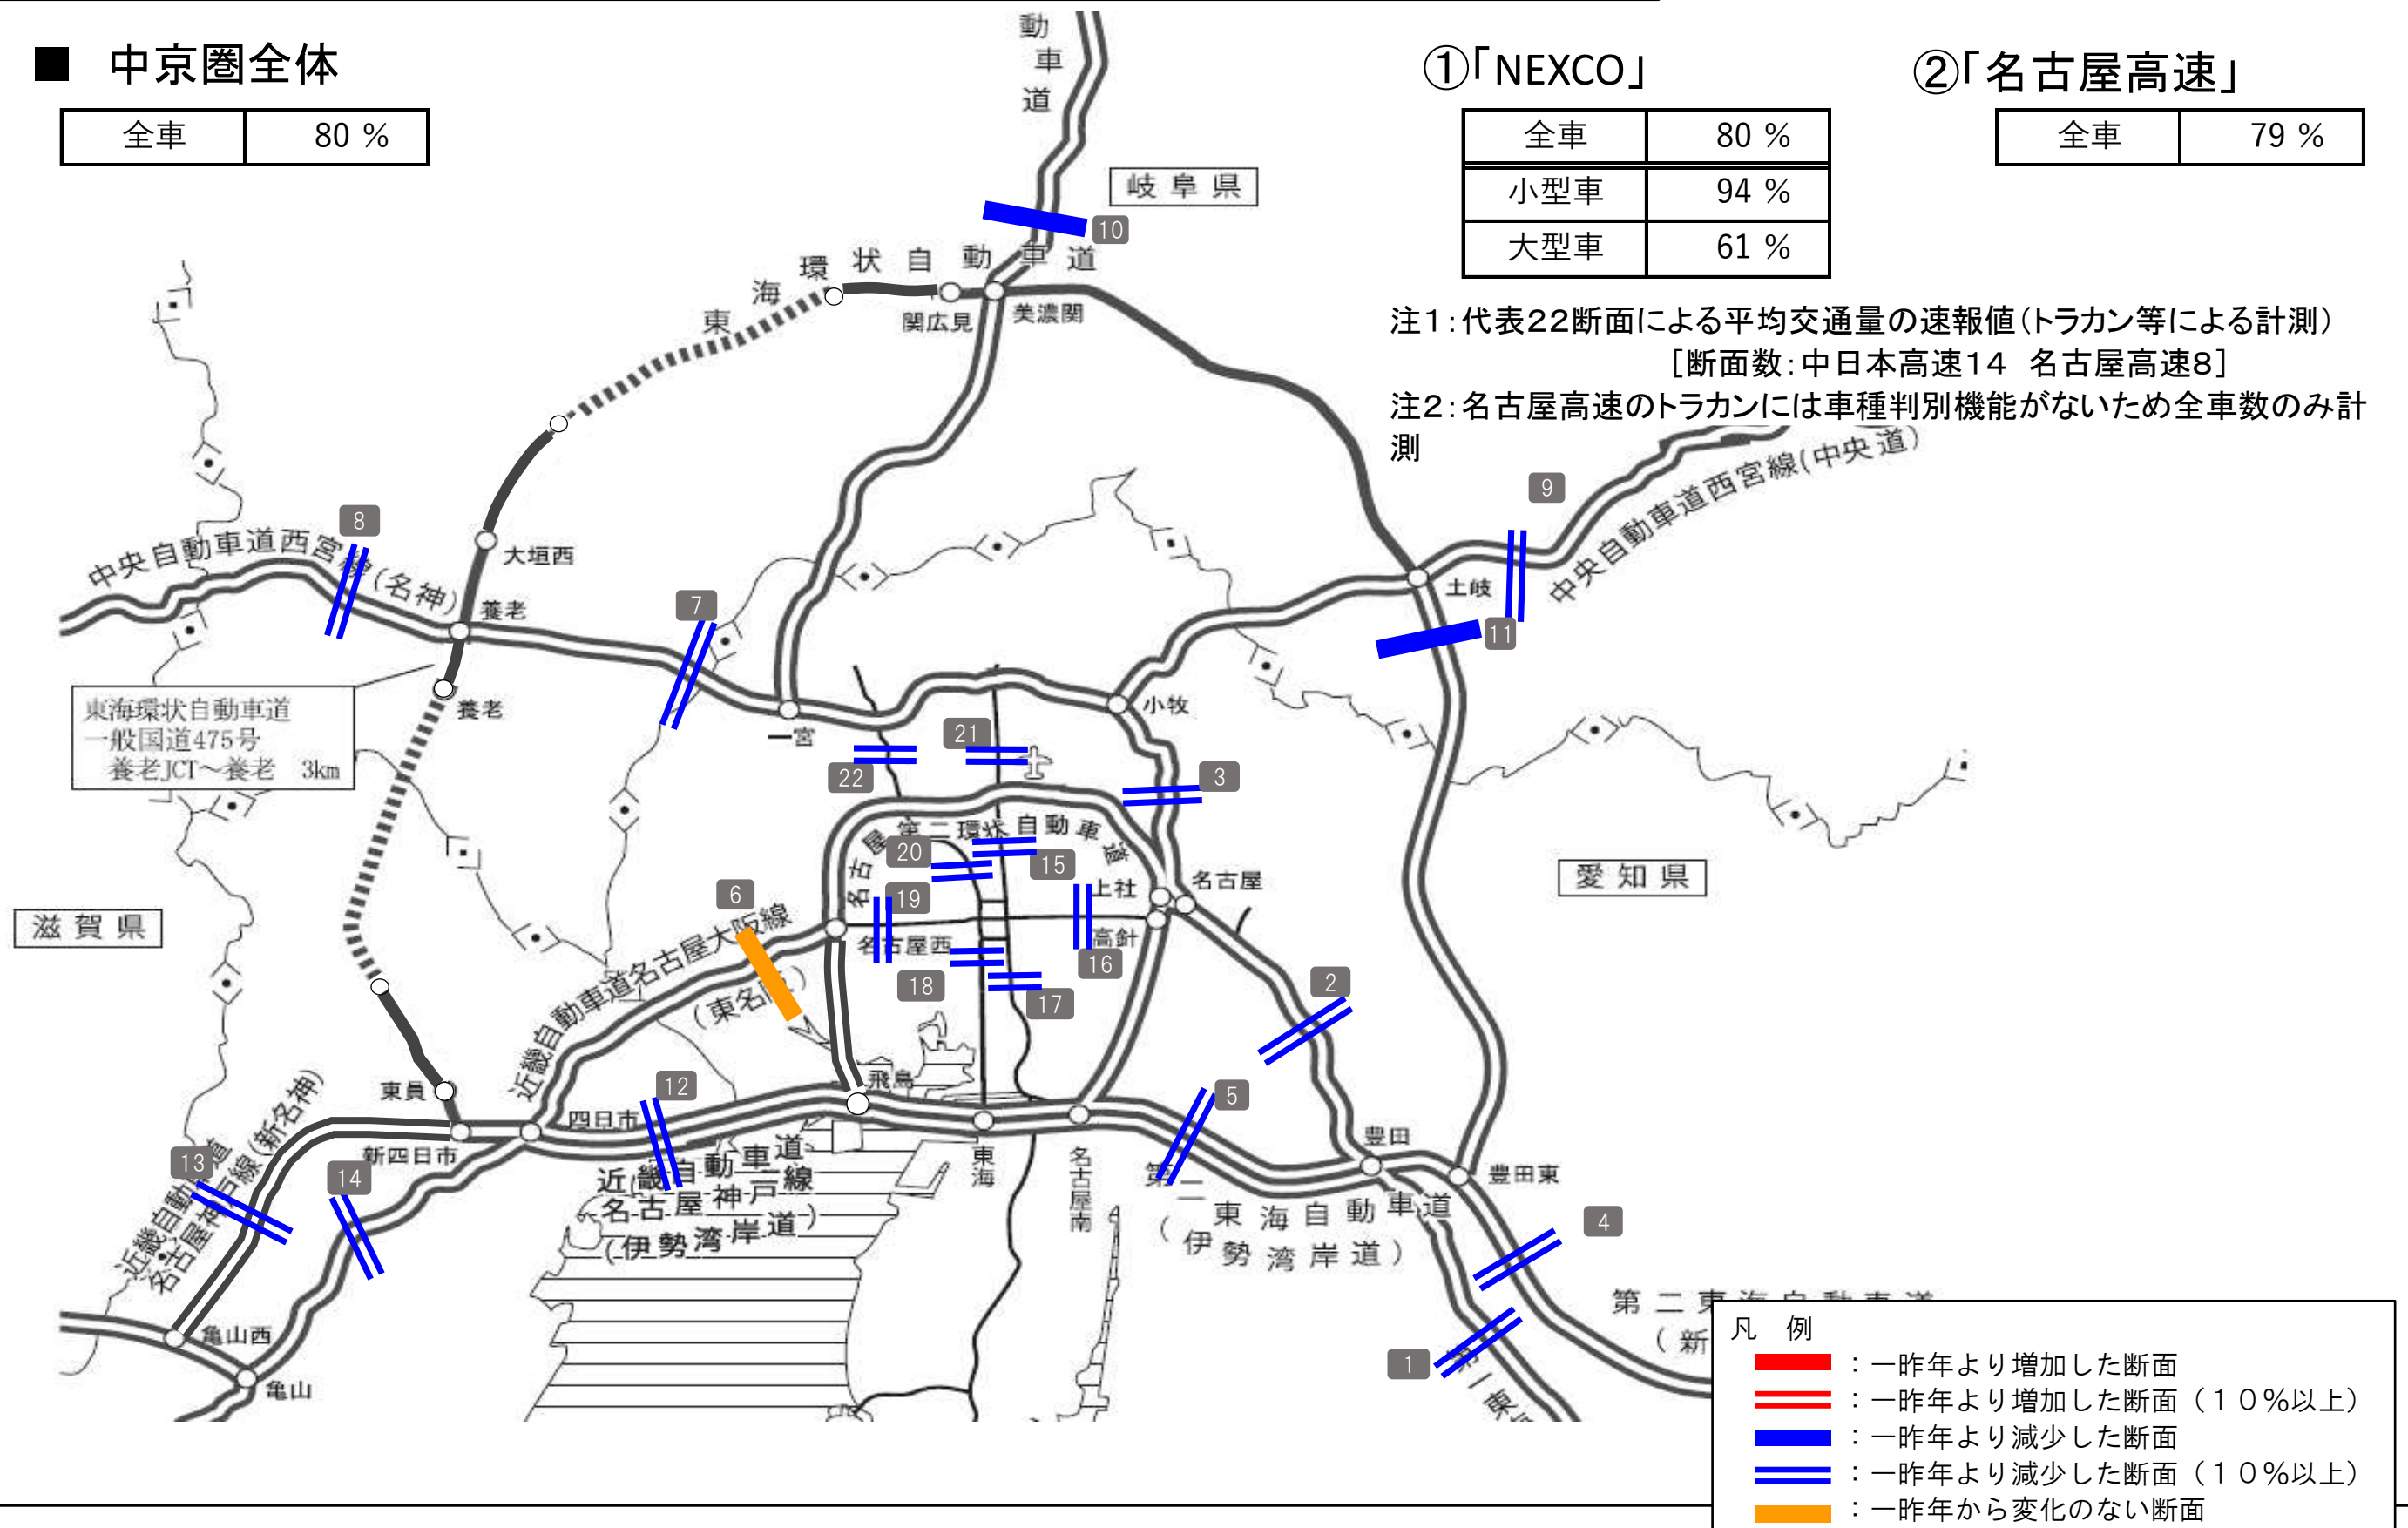 ■ 中京圏全体
全車 80 %
①「NEXCO」
全車 80 %
小型車 94 %
大型車 61 %
②「名古屋高速」
全車 79 %
注1：代表22断面による平均交通量の速報値（トラカン等による計測）
［断面数：中日本高速14 名古屋高速8］
注2：名古屋高速のトラカンには車種判別機能がないため全車数のみ計
測
動車道
岐阜県
10
東海環状自動車道
関広見
美濃関
9
中央自動車道西宮線（中央道）
8
中央自動車道西宮線（名神）
大垣西
養老
7
土岐
11
東海環状自動車道
一般国道475号
養老JCT～養老 3km
養老
一宮
小牧
21
22
3
名古屋第二環状自動車道
20
15
上社
名古屋
愛知県
19
6
滋賀県
名古屋西
高針
16
18
17
2
近畿自動車道名古屋大阪線
（東名阪）
東員
12
飛島
5
四日市
新四日市
13
14
近畿自動車道
名古屋神戸線（新名神）
近畿自動車道
名古屋神戸線
（伊勢湾岸道）
東海
名古屋南
豊田
豊田東
第二東海自動車道
（伊勢湾岸道）
4
亀山西
亀山
1
第一東
第二東海自動車道
（新
凡 例
：一昨年より増加した断面
：一昨年より増加した断面（１０％以上）
：一昨年より減少した断面
：一昨年より減少した断面（１０％以上）
：一昨年から変化のない断面